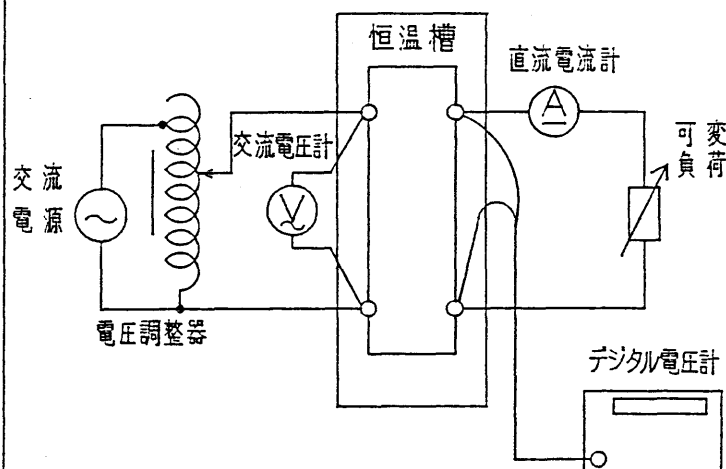 恒温槽
直流電流計
A
可変
負荷
交流電圧計
V
交流
電源
電圧調整器
デジタル電圧計